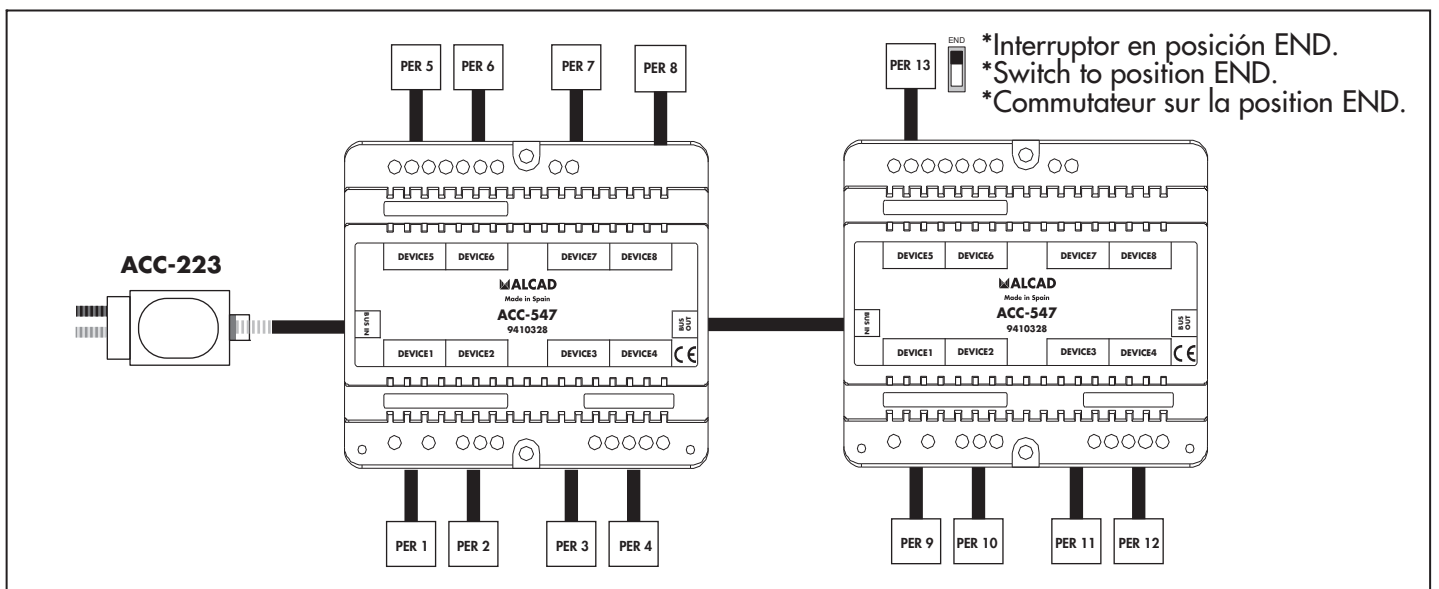 PER 5 PER 6 PER 7 PER 8 PER 13 END
*Interruptor en posición END.
*Switch to position END.
*Commutateur sur la position END.
ACC-223
DEVICE5 DEVICE6 DEVICE7 DEVICE8
ALCAD
Made in Spain
ACC-547
9410328
BUS IN
BUS OUT
DEVICE1 DEVICE2 DEVICE3 DEVICE4 CE
DEVICE5 DEVICE6 DEVICE7 DEVICE8
ALCAD
Made in Spain
ACC-547
9410328
BUS IN
BUS OUT
DEVICE1 DEVICE2 DEVICE3 DEVICE4 CE
PER 1 PER 2 PER 3 PER 4 PER 9 PER 10 PER 11 PER 12